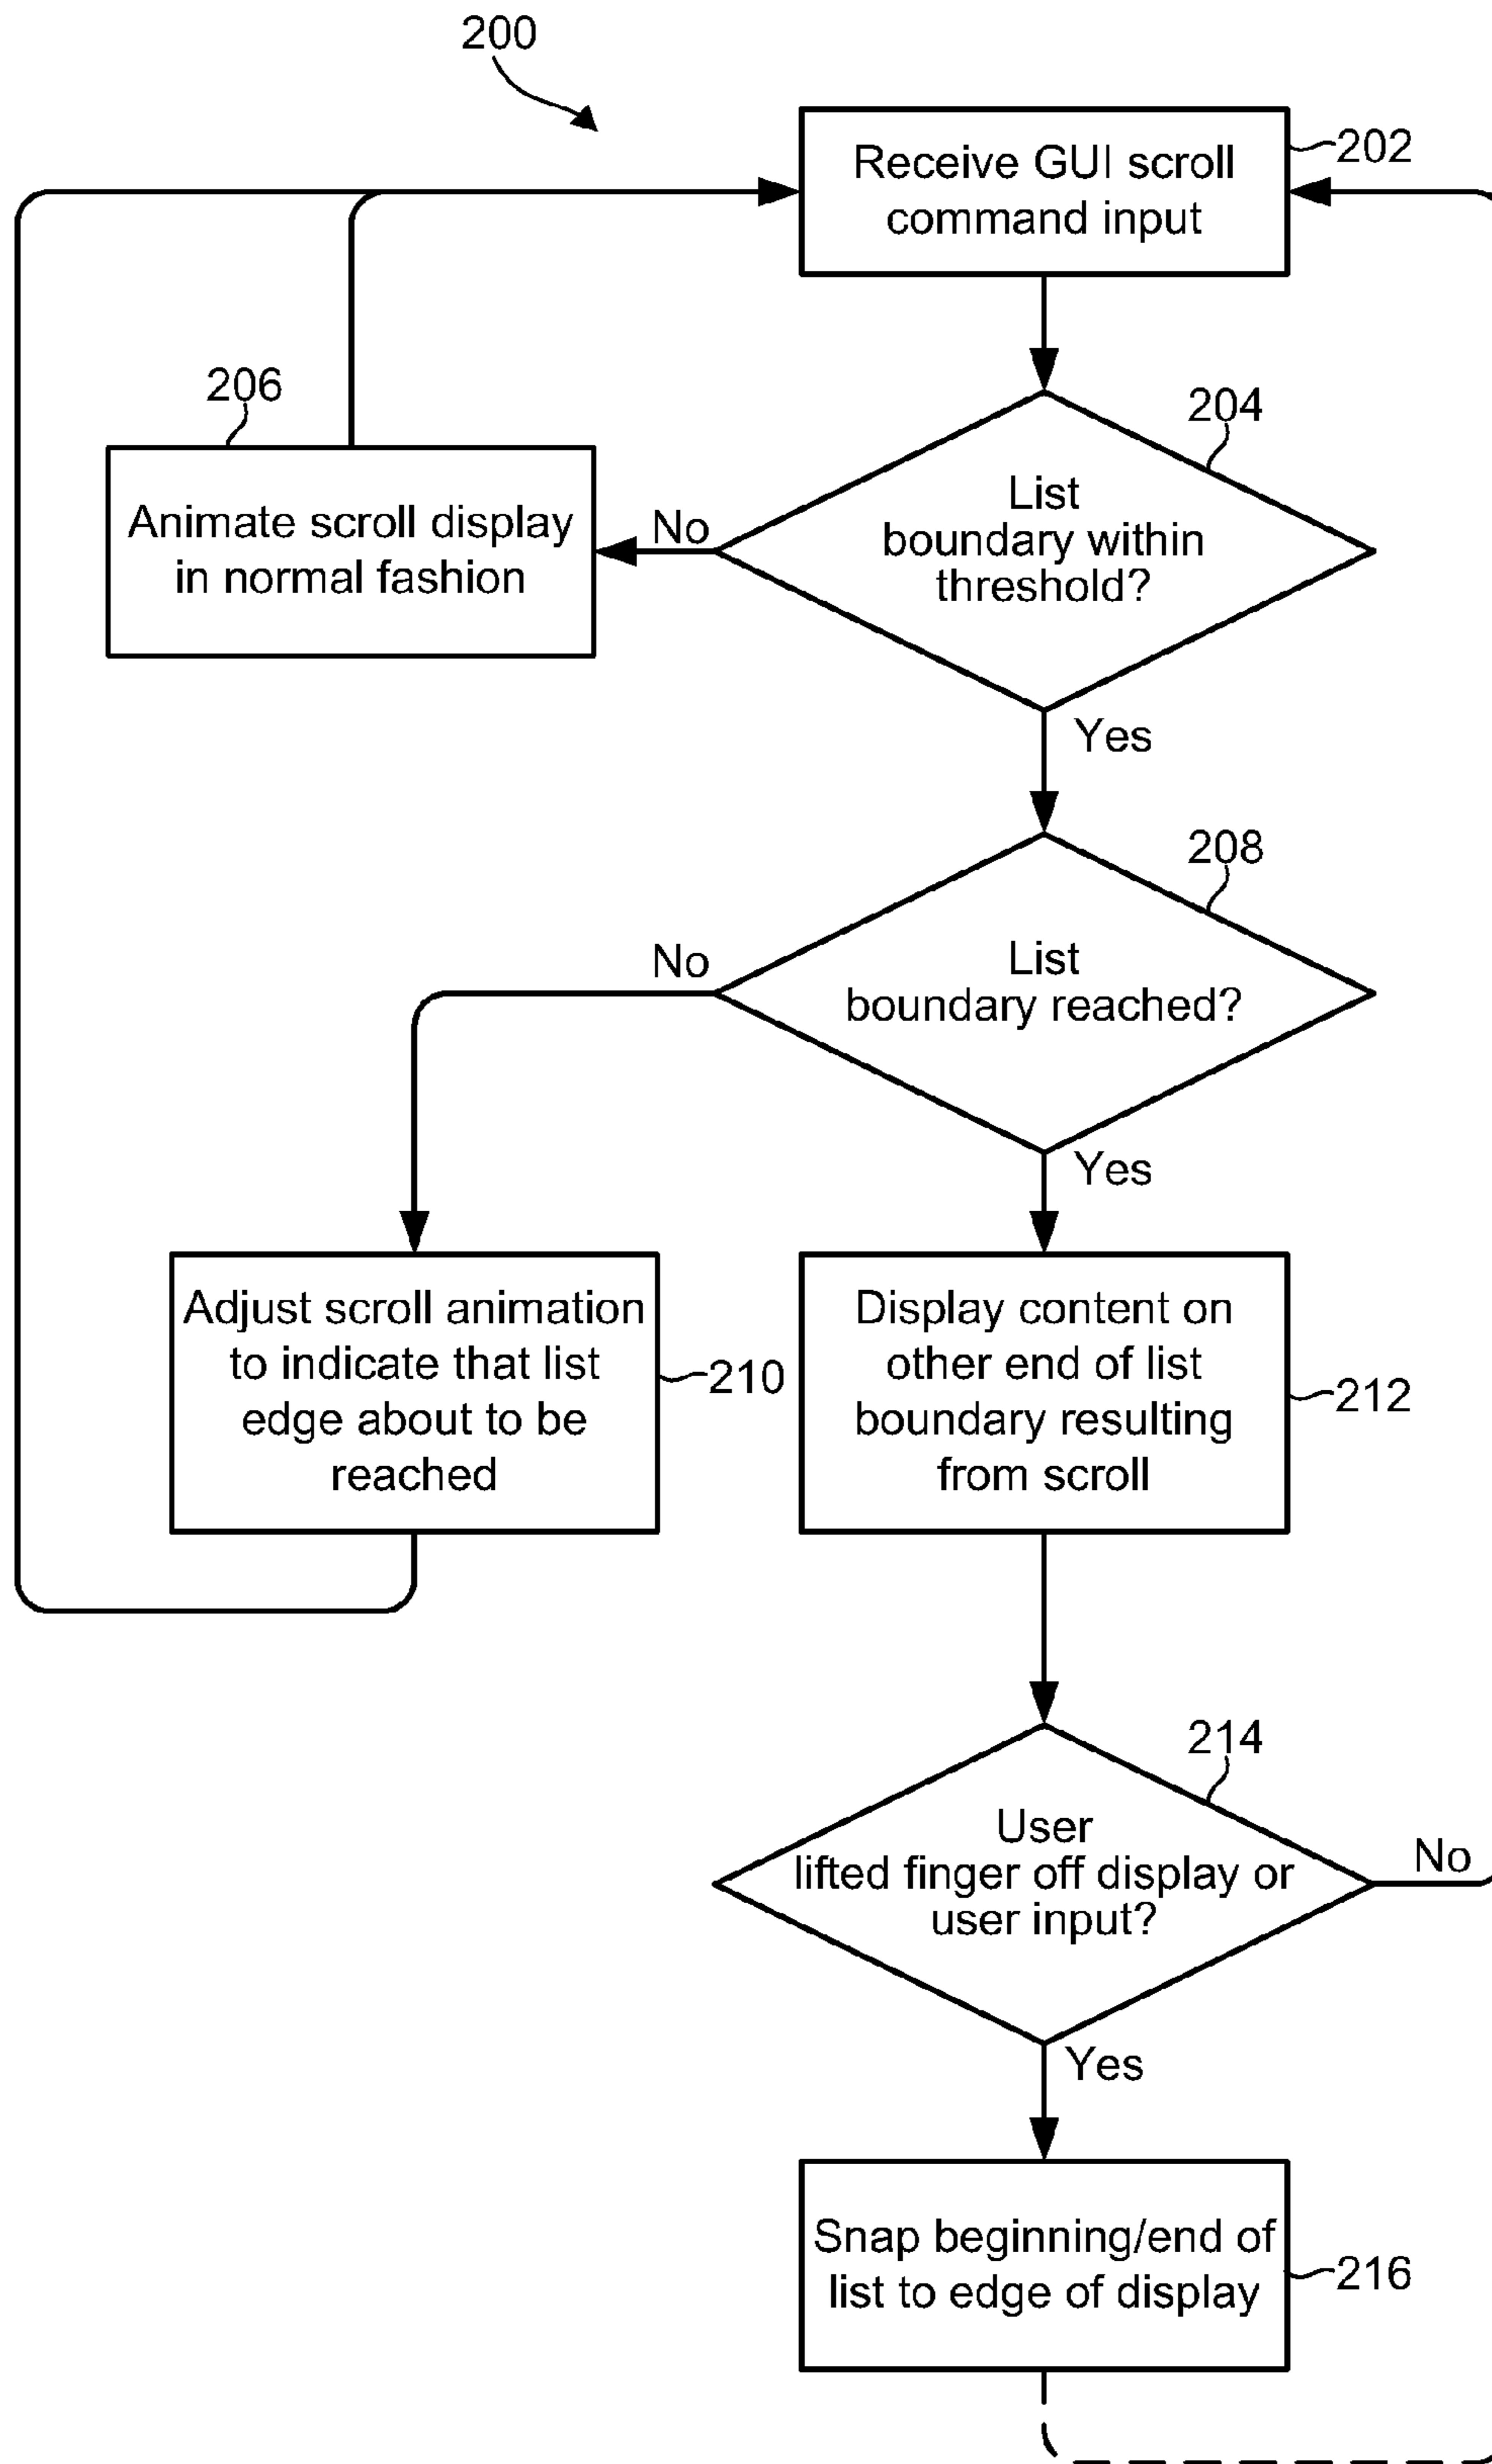 200
Receive GUI scroll
command input
202
206
Animate scroll display
in normal fashion
No
204
List
boundary within
threshold?
Yes
208
No
List
boundary reached?
Yes
Adjust scroll animation
to indicate that list
edge about to be
reached
210
Display content on
other end of list
boundary resulting
from scroll
212
214
User
lifted finger off display or
user input?
No
Yes
Snap beginning/end of
list to edge of display
216